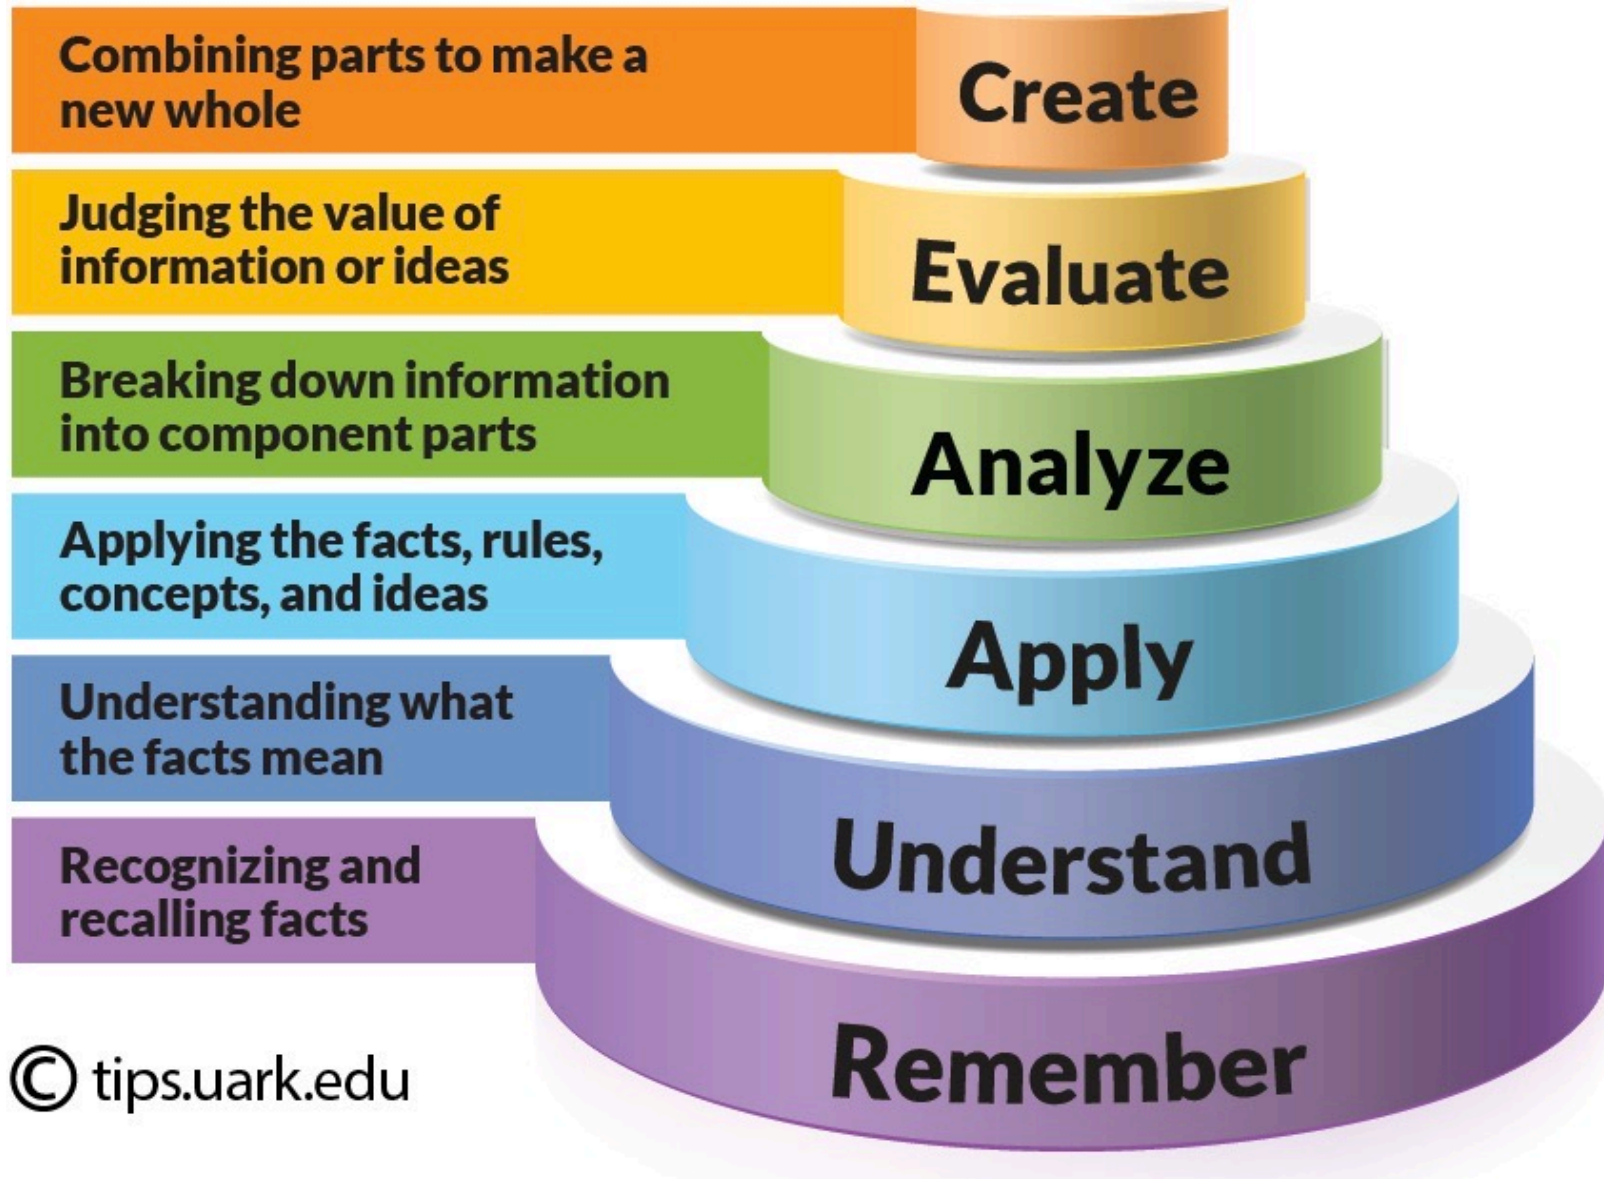 Combining parts to make a
new whole
Create
Judging the value of
information or ideas
Evaluate
Breaking down information
into component parts
Analyze
Applying the facts, rules,
concepts, and ideas
Apply
Understanding what
the facts mean
Understand
Recognizing and
recalling facts
Remember
© tips.uark.edu